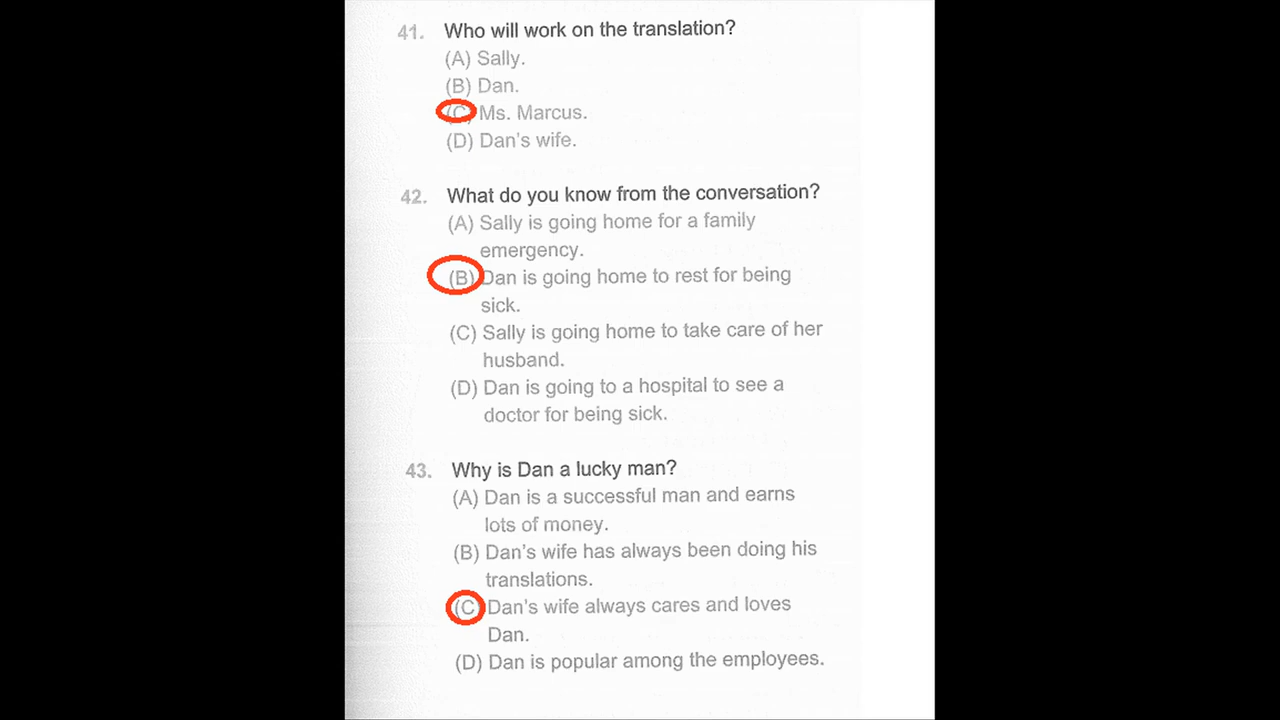 41. Who will work on the translation?
(A) Sally.
(B) Dan.
(C) Ms. Marcus.
(D) Dan's wife.
42. What do you know from the conversation?
(A) Sally is going home for a family
emergency.
(B) Dan is going home to rest for being
sick.
(C) Sally is going home to take care of her
husband.
(D) Dan is going to a hospital to see a
doctor for being sick.
43. Why is Dan a lucky man?
(A) Dan is a successful man and earns
lots of money.
(B) Dan's wife has always been doing his
translations.
(C) Dan's wife always cares and loves
Dan.
(D) Dan is popular among the employees.